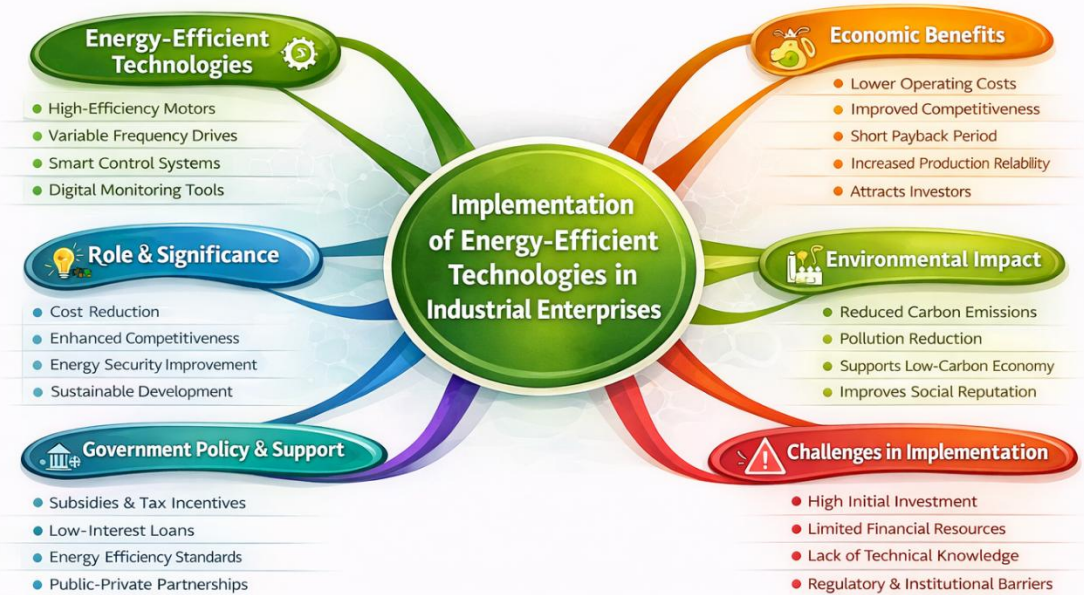 Energy-Efficient
Technologies
High-Efficiency Motors
Variable Frequency Drives
Smart Control Systems
Digital Monitoring Tools
Role & Significance
Cost Reduction
Enhanced Competitiveness
Energy Security Improvement
Sustainable Development
Government Policy & Support
Subsidies & Tax Incentives
Low-Interest Loans
Energy Efficiency Standards
Public-Private Partnerships
Implementation
of Energy-Efficient
Technologies in
Industrial Enterprises
Economic Benefits
Lower Operating Costs
Improved Competitiveness
Short Payback Period
Increased Production Relability
Attracts Investors
Environmental Impact
Reduced Carbon Emissions
Pollution Reduction
Supports Low-Carbon Economy
Improves Social Reputation
Challenges in Implementation
High Initial Investment
Limited Financial Resources
Lack of Technical Knowledge
Regulatory & Institutional Barriers